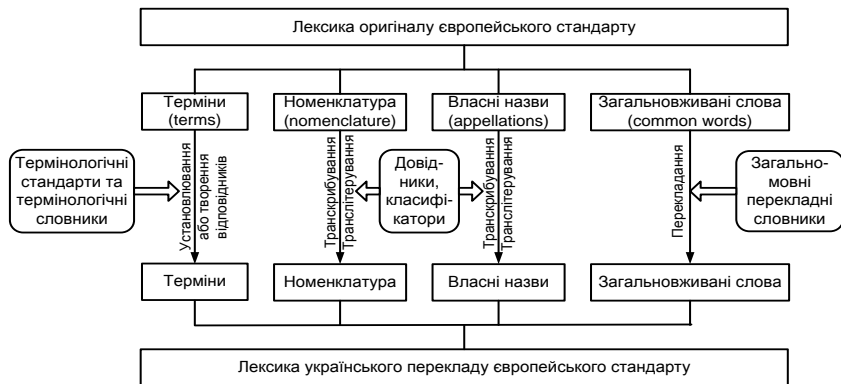 Лексика оригіналу європейського стандарту
Терміни
(terms)
Номенклатура
(nomenclature)
Власні назви
(appellations)
Загальновживані слова
(common words)
Термінологічні
стандарти та
термінологічні
словники
Установлювання
або творення
відповідників
Транскрибування
Транслітерування
Довід-
ники,
класифі-
катори
Транскрибування
Транслітерування
Перекладання
Загально-
мовні
перекладні
словники
Терміни
Номенклатура
Власні назви
Загальновживані слова
Лексика українського перекладу європейського стандарту